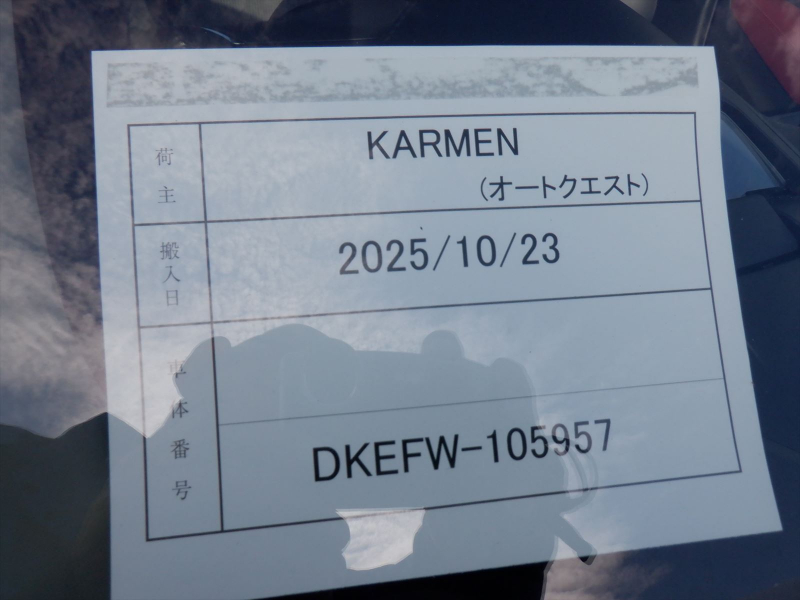 荷主
KARMEN
(オートクエスト)
搬入日
2025/10/23
車体番号
DKEFW-105957